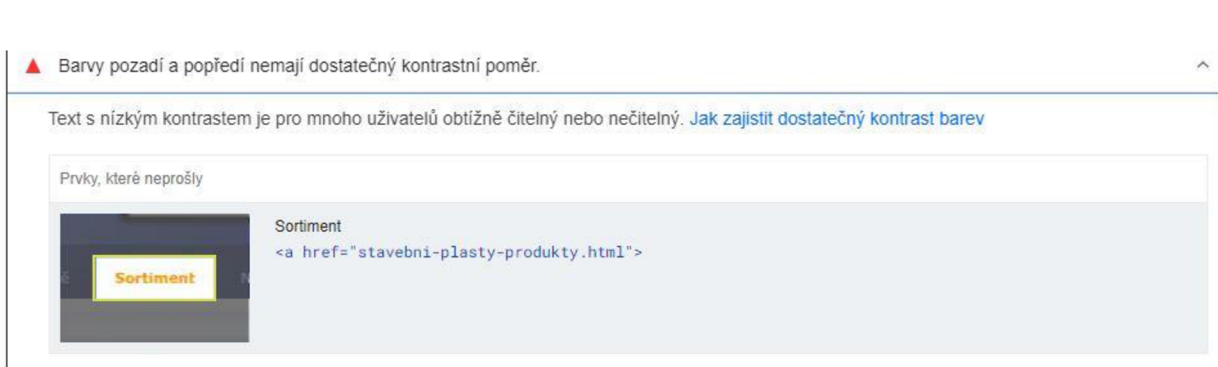 Barvy pozadí a popředí nemají dostatečný kontrastní poměr.
Text s nízkým kontrastem je pro mnoho uživatelů obtížně čitelný nebo nečitelný. Jak zajistit dostatečný kontrast barev
Prvky, které neprošly
Sortiment
Sortiment
<a href="stavebni-plasty-produkty.html">